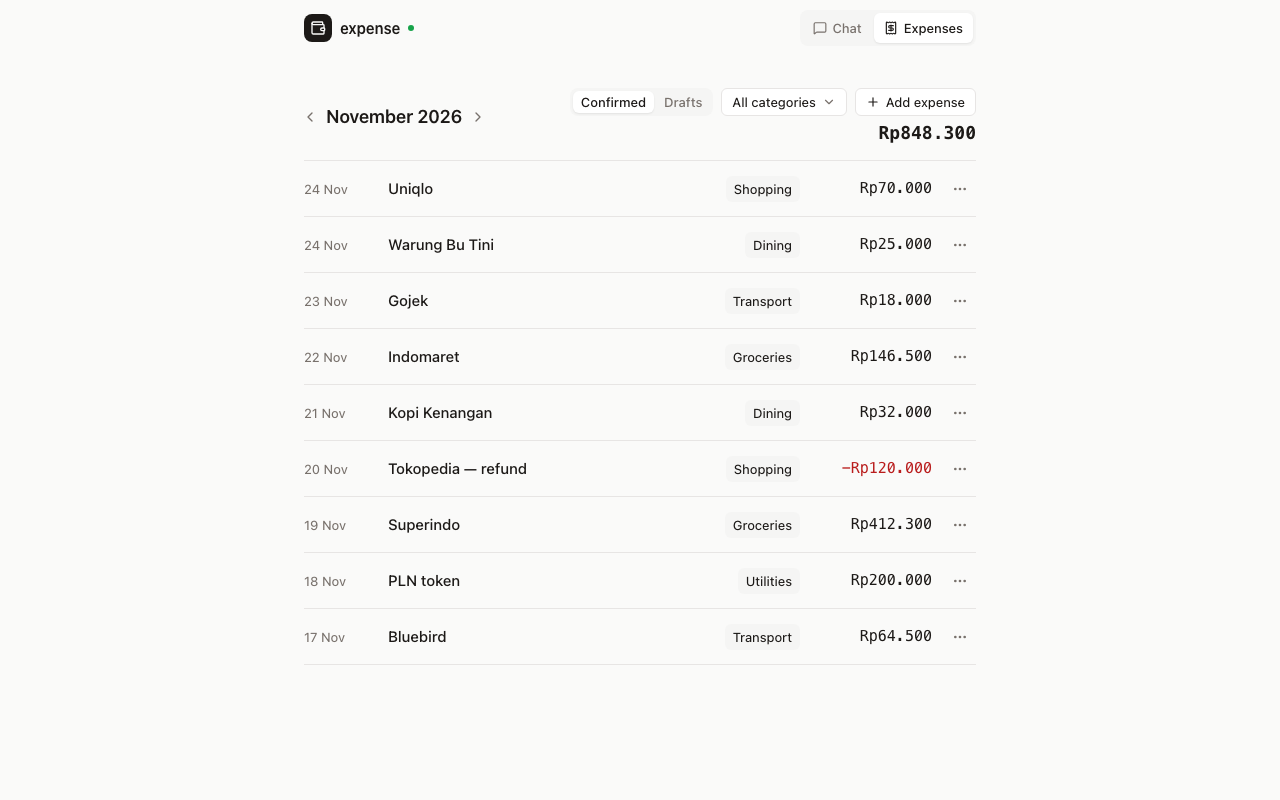 expense
Chat
Expenses
November 2026
Confirmed
Drafts
All categories
Add expense
Rp848.300
24 Nov Uniqlo Shopping Rp70.000
24 Nov Warung Bu Tini Dining Rp25.000
23 Nov Gojek Transport Rp18.000
22 Nov Indomaret Groceries Rp146.500
21 Nov Kopi Kenangan Dining Rp32.000
20 Nov Tokopedia — refund Shopping −Rp120.000
19 Nov Superindo Groceries Rp412.300
18 Nov PLN token Utilities Rp200.000
17 Nov Bluebird Transport Rp64.500